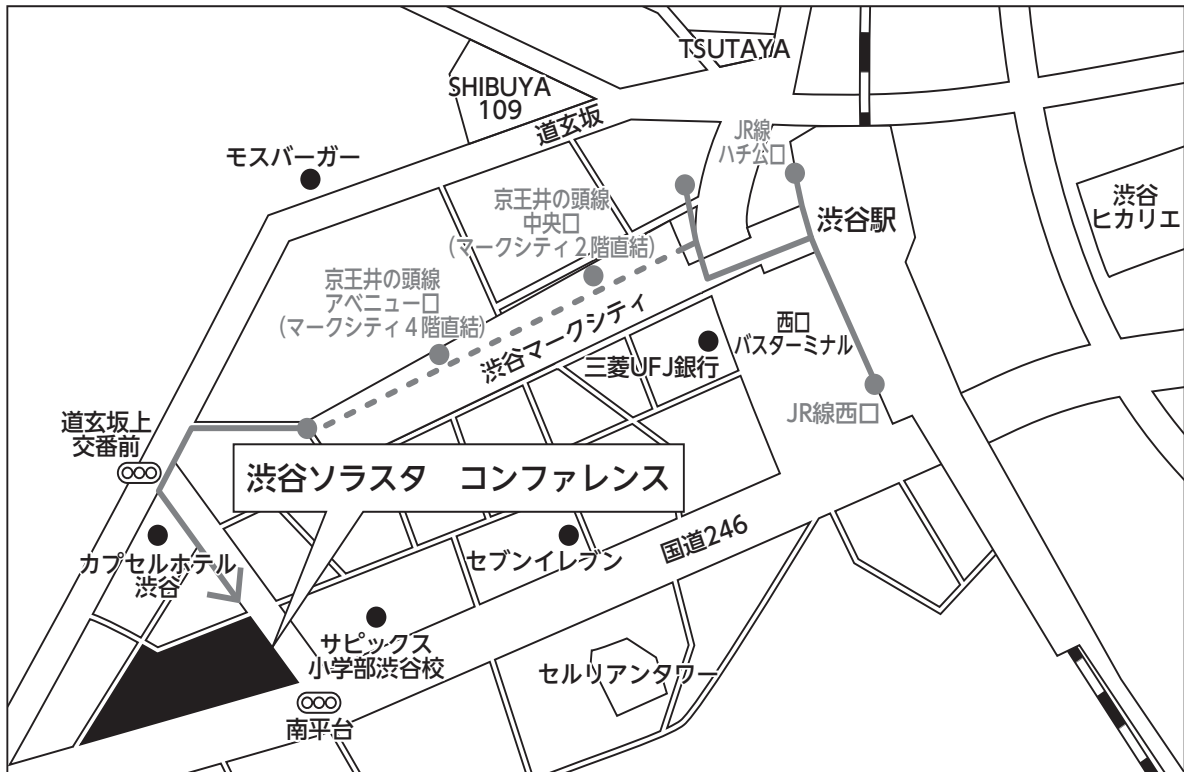 TSUTAYA
SHIBUYA
109
道玄坂
JR線
ハチ公口
モスバーガー
京王井の頭線
中央口
(マークシティ2階直結)
渋谷駅
渋谷
ヒカリエ
京王井の頭線
アベニュー口
(マークシティ4階直結)
渋谷マークシティ
西口
バスターミナル
三菱UFJ銀行
JR線西口
道玄坂上
交番前
渋谷ソラスタ　コンファレンス
国道246
カプセルホテル
渋谷
セブンイレブン
サピックス
小学部渋谷校
セルリアンタワー
南平台